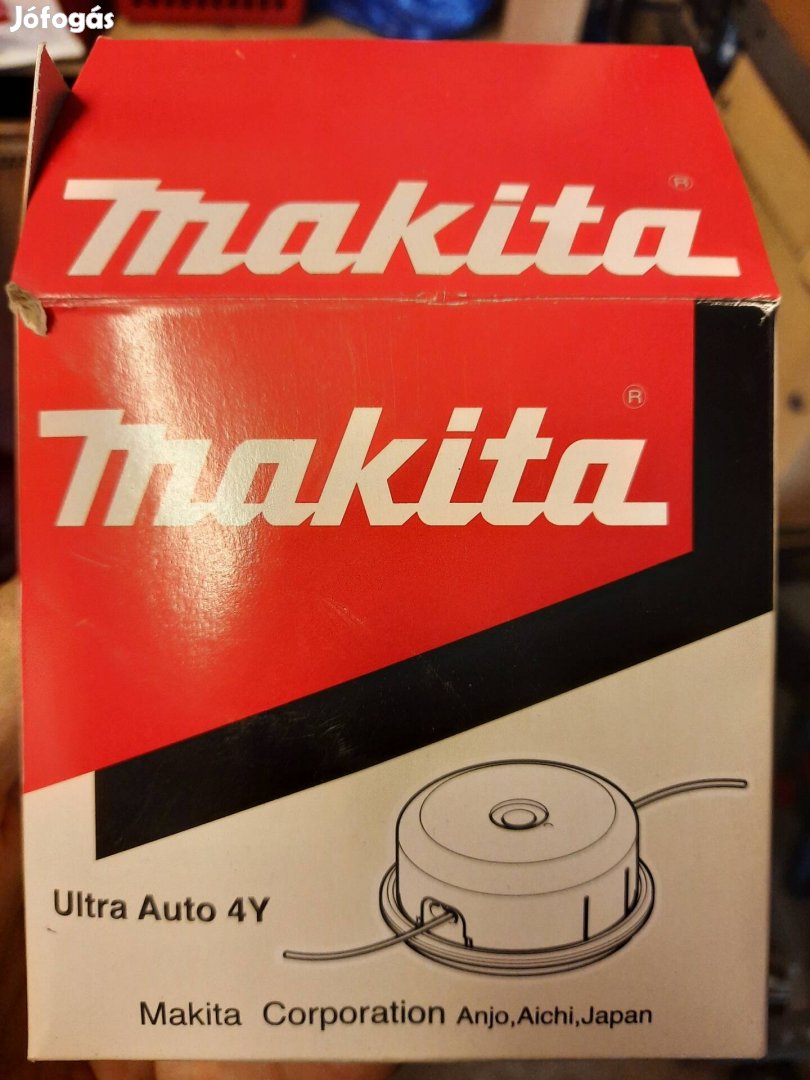 Jófogás
makita ®
makita ®
Ultra Auto 4Y
Makita Corporation Anjo,Aichi,Japan